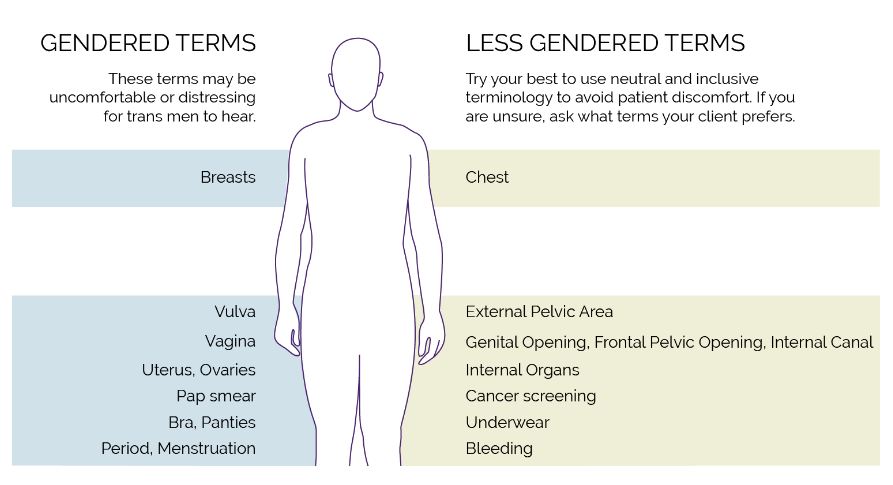 GENDERED TERMS
These terms may be
uncomfortable or distressing
for trans men to hear.
LESS GENDERED TERMS
Try your best to use neutral and inclusive
terminology to avoid patient discomfort. If you
are unsure, ask what terms your client prefers.
Breasts
Chest
Vulva
External Pelvic Area
Vagina
Genital Opening, Frontal Pelvic Opening, Internal Canal
Uterus, Ovaries
Internal Organs
Pap smear
Cancer screening
Bra, Panties
Underwear
Period, Menstruation
Bleeding